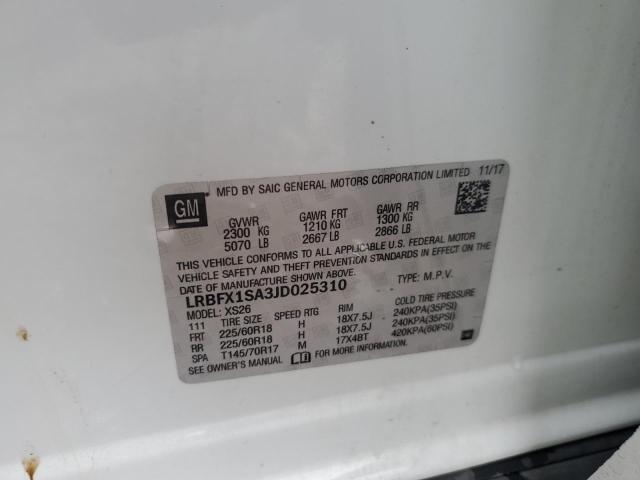 MFD BY SAIC GENERAL MOTORS CORPORATION LIMITED 11/17
GM
GVWR GAWR FRT GAWR RR
2300 KG 1210 KG 1300 KG
5070 LB 2667 LB 2866 LB
THIS VEHICLE CONFORMS TO ALL APPLICABLE U.S. FEDERAL MOTOR
VEHICLE SAFETY AND THEFT PREVENTION STANDARDS IN EFFECT ON THE
DATE OF MANUFACTURE SHOWN ABOVE.
LRBFX1SA3JD025310 TYPE: M.P.V.
MODEL: XS26
111 TIRE SIZE SPEED RTG RIM COLD TIRE PRESSURE
FRT 225/60R18 H 18X7.5J 240KPA(35PSI)
RR 225/60R18 H 18X7.5J 240KPA(35PSI)
SPA T145/70R17 M 17X4BT 420KPA(60PSI)
SEE OWNER'S MANUAL FOR MORE INFORMATION.